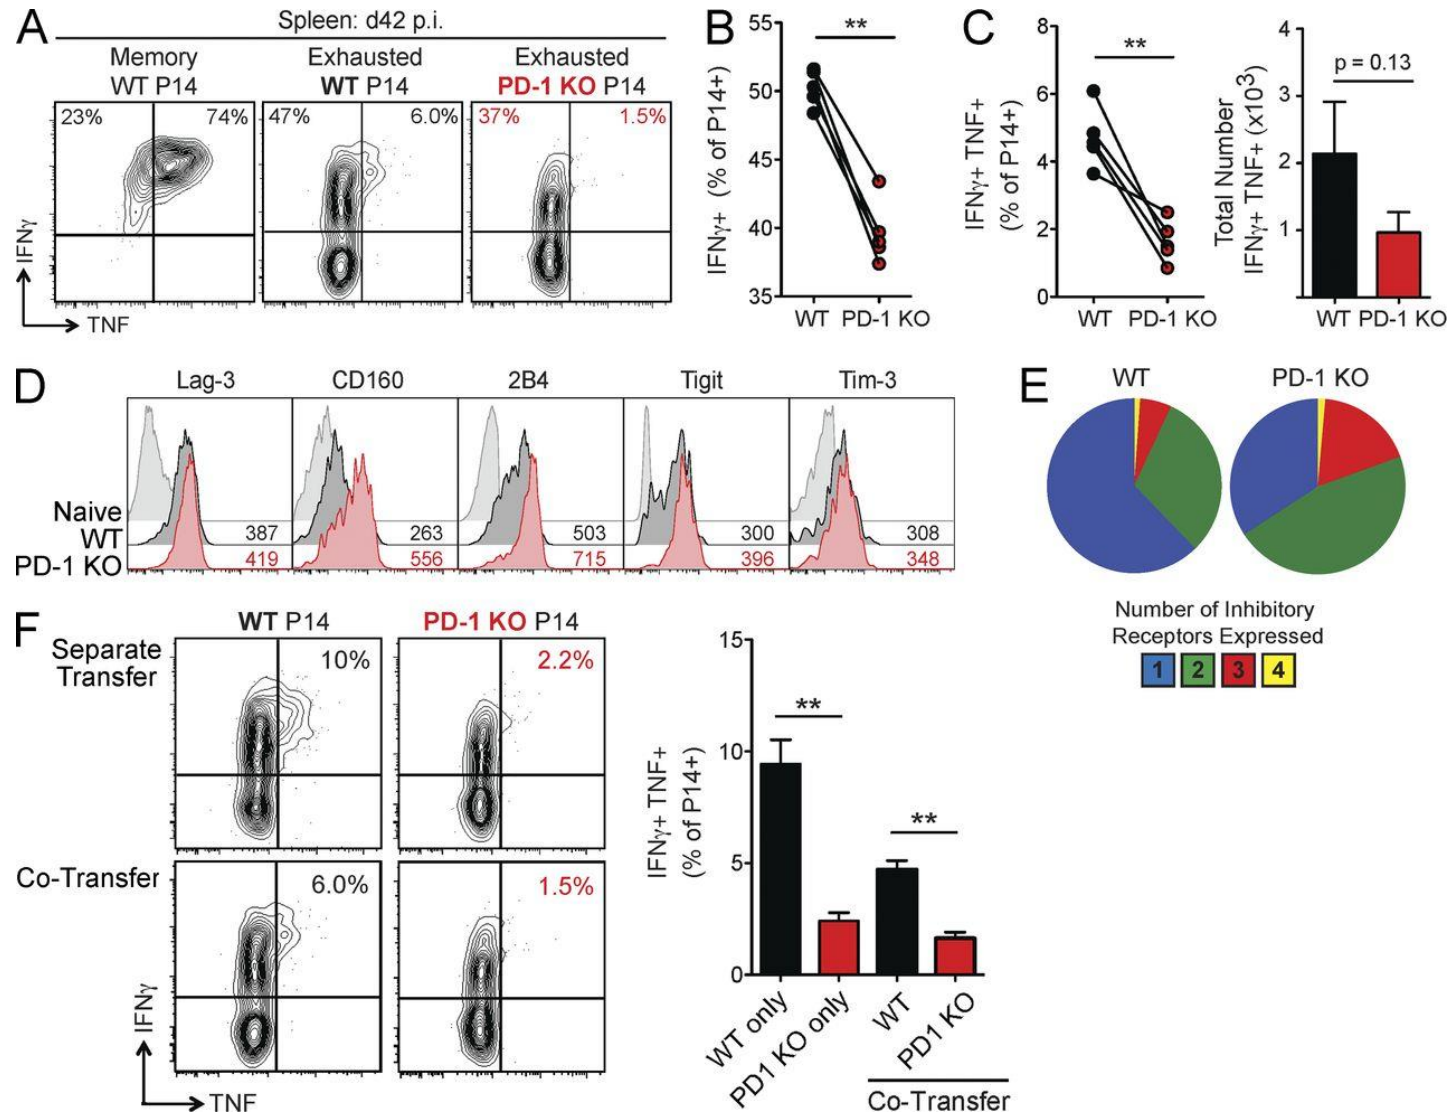 A
Spleen: d42 p.i.
Memory
WT P14
Exhausted
WT P14
Exhausted
PD-1 KO P14
23%
74%
47%
6.0%
37%
1.5%
IFNγ
TNF
B
IFNγ+ (% of P14+)
55
50
45
40
35
**
WT
PD-1 KO
C
IFNγ+ TNF+
(% of P14+)
8
6
4
2
0
**
WT
PD-1 KO
Total Number
IFNγ+ TNF+ (x10³)
4
3
2
1
p = 0.13
WT
PD-1 KO
D
Lag-3
CD160
2B4
Tigit
Tim-3
Naive
WT
387
263
503
300
308
PD-1 KO
419
556
715
396
348
E
WT
PD-1 KO
Number of Inhibitory
Receptors Expressed
1
2
3
4
F
WT P14
PD-1 KO P14
Separate
Transfer
10%
2.2%
Co-Transfer
6.0%
1.5%
IFNγ
TNF
IFNγ+ TNF+
(% of P14+)
15
10
5
0
**
**
WT only
PD1 KO only
WT
PD1 KO
Co-Transfer